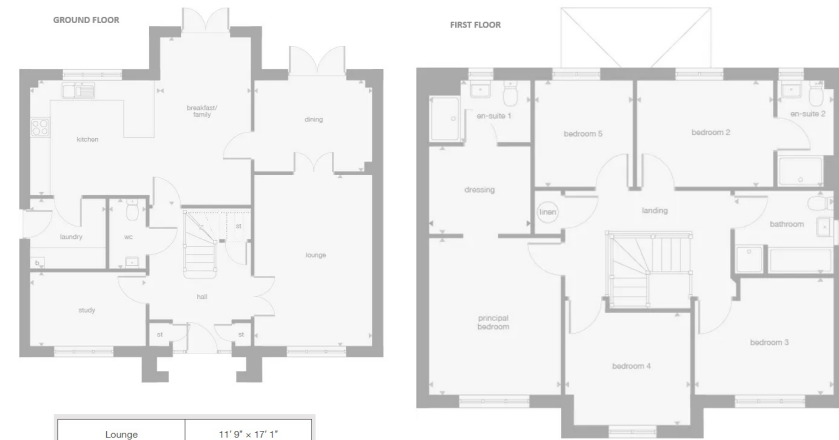 GROUND FLOOR
breakfast/
family
dining
kitchen
laundry
wc
st
lounge
b
study
hall
st
st
Lounge 11' 9" × 17' 1"
FIRST FLOOR
en-suite 1
bedroom 5
bedroom 2
en-suite 2
dressing
linen
landing
bathroom
principal
bedroom
bedroom 4
bedroom 3